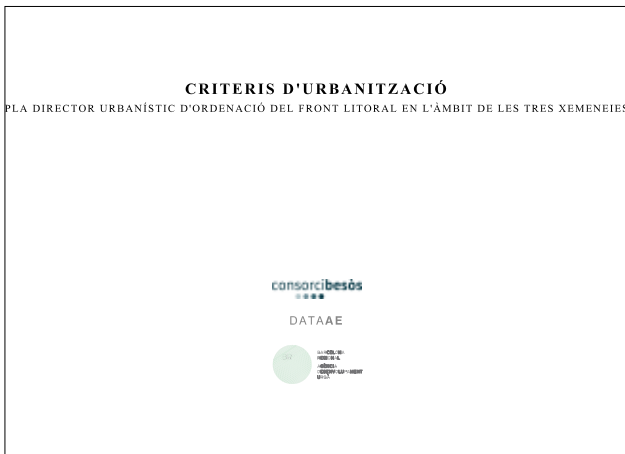 CRITERIS D'URBANITZACIÓ
PLA DIRECTOR URBANÍSTIC D'ORDENACIÓ DEL FRONT LITORAL EN L'ÀMBIT DE LES TRES XEMENEIES
consorcibesòs
DATAAE